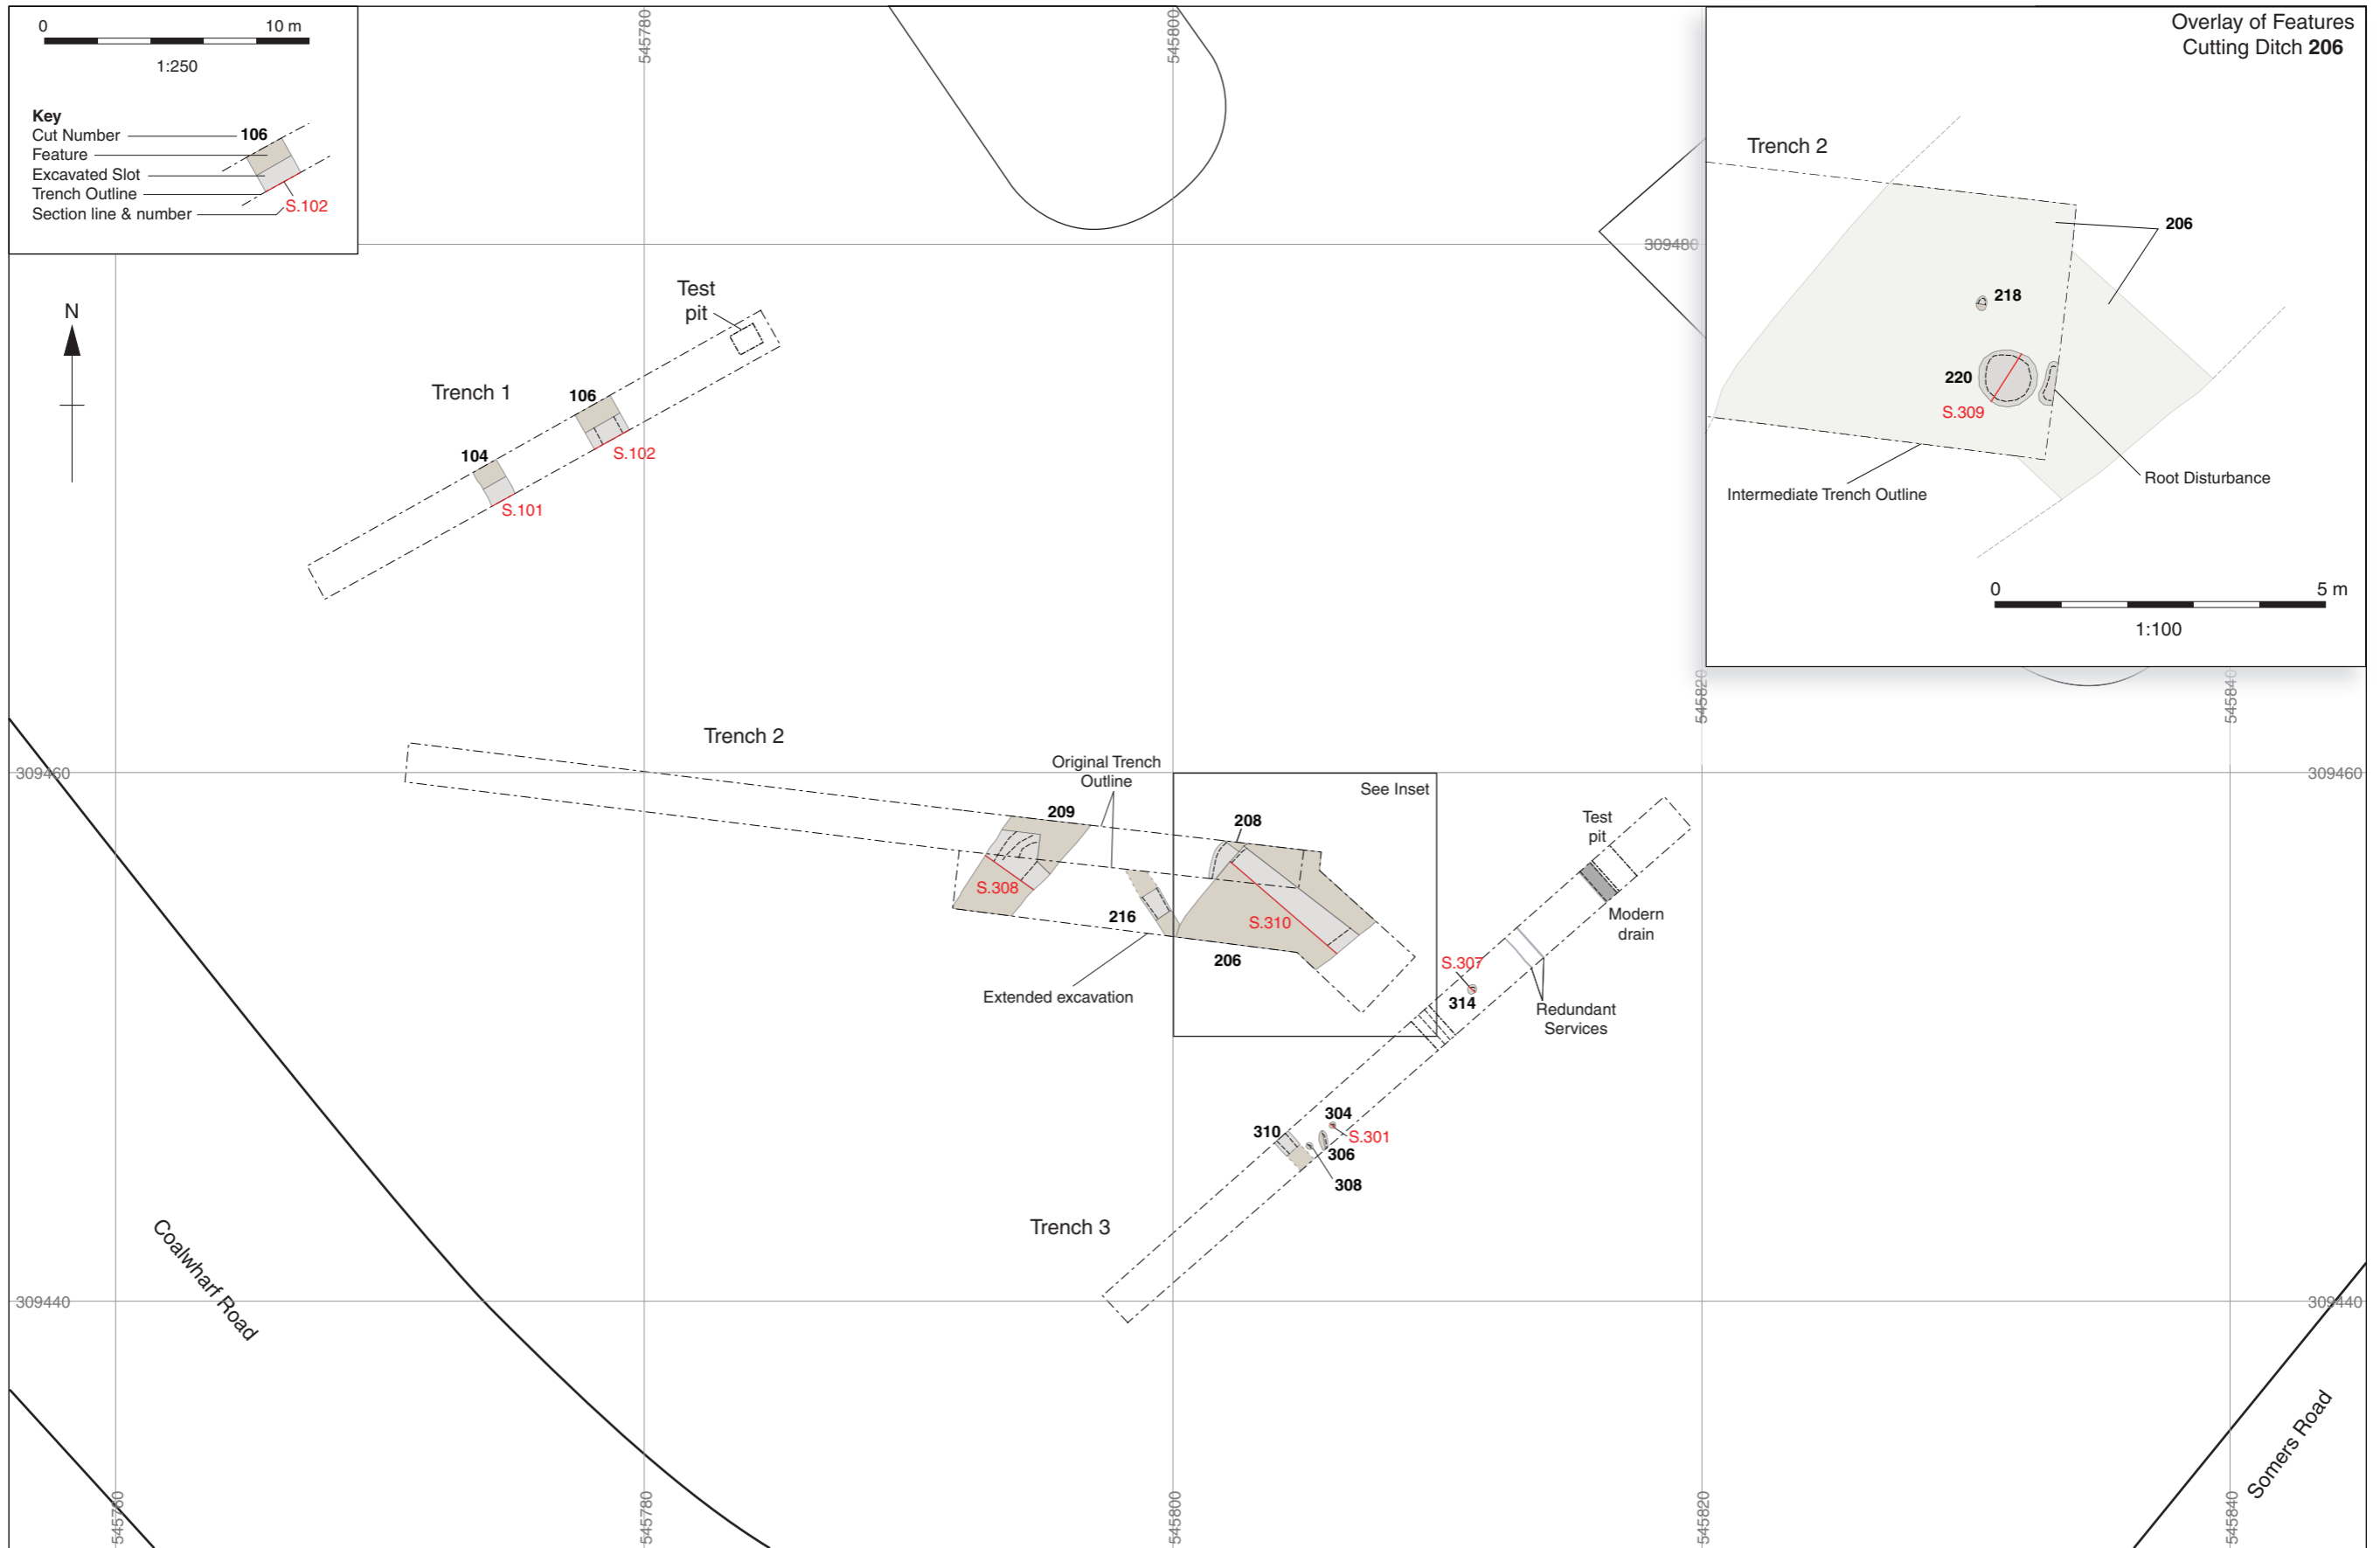 0 10 m
1:250
Key
Cut Number 106
Feature
Excavated Slot
Trench Outline
Section line & number
S.102
545780
545800
Overlay of Features
Cutting Ditch 206
Trench 2
206
218
220
S.309
Root Disturbance
Intermediate Trench Outline
0 5 m
1:100
309480
N
Test
pit
Trench 1
106
S.102
104
S.101
545820
545840
Trench 2
309460
309460
Original Trench
Outline
See Inset
209
208
S.308
216
S.310
206
Extended excavation
Test
pit
Modern
drain
S.307
314
Redundant
Services
304
310
S.301
306
308
Trench 3
Coalwharf Road
309440
309440
Somers Road
545760
545780
545800
545820
545840